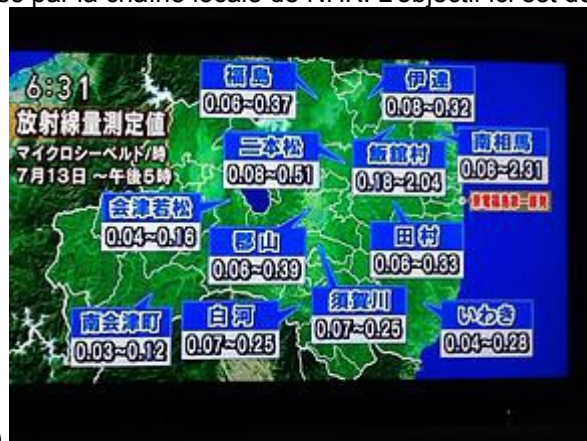 par la chaîne locale de NHK. L'objectif ici est
6:31
放射線量測定値
マイクロシーベルト/時
7月13日 ～午後5時
福島
0.06~0.37
伊達
0.08~0.32
二本松
0.08~0.51
飯舘村
0.18~2.04
南相馬
0.06~2.31
会津若松
0.04~0.16
郡山
0.06~0.39
田村
0.06~0.33
南会津町
0.03~0.12
白河
0.07~0.25
須賀川
0.07~0.25
いわき
0.04~0.28